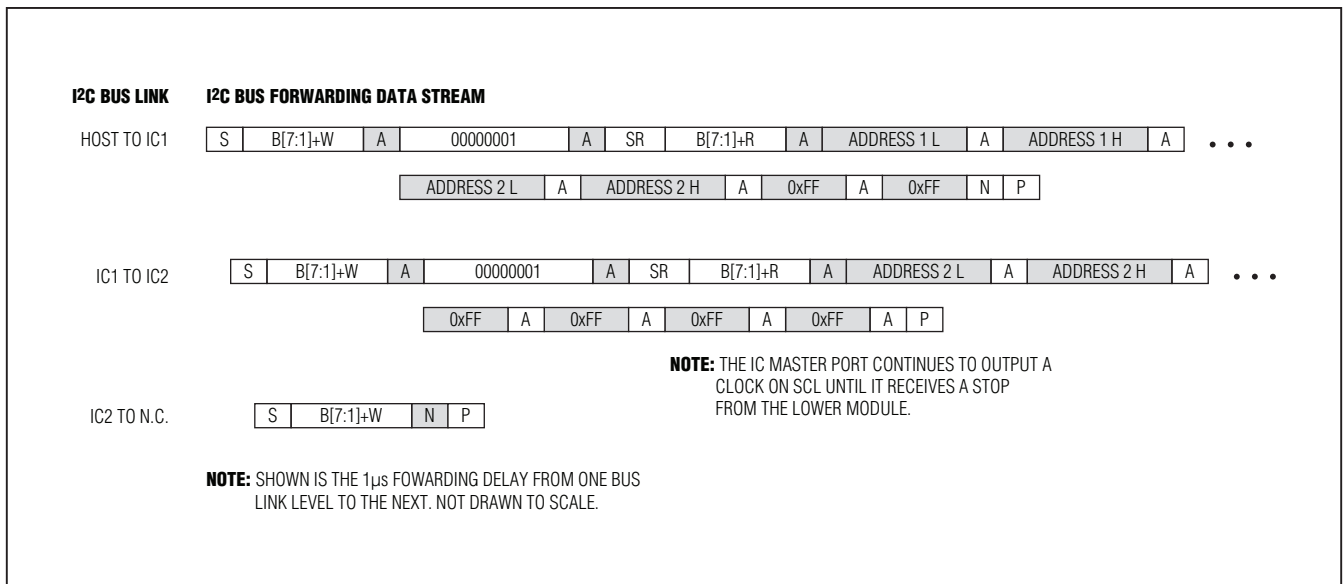 I2C BUS LINK I2C BUS FORWARDING DATA STREAM
HOST TO IC1 S B[7:1]+W A 00000001 A SR B[7:1]+R A ADDRESS 1 L A ADDRESS 1 H A • • •
ADDRESS 2 L A ADDRESS 2 H A 0xFF A 0xFF N P
IC1 TO IC2 S B[7:1]+W A 00000001 A SR B[7:1]+R A ADDRESS 2 L A ADDRESS 2 H A • • •
0xFF A 0xFF A 0xFF A 0xFF A P
NOTE: THE IC MASTER PORT CONTINUES TO OUTPUT A
CLOCK ON SCL UNTIL IT RECEIVES A STOP
FROM THE LOWER MODULE.
IC2 TO N.C. S B[7:1]+W N P
NOTE: SHOWN IS THE 1µs FOWARDING DELAY FROM ONE BUS
LINK LEVEL TO THE NEXT. NOT DRAWN TO SCALE.